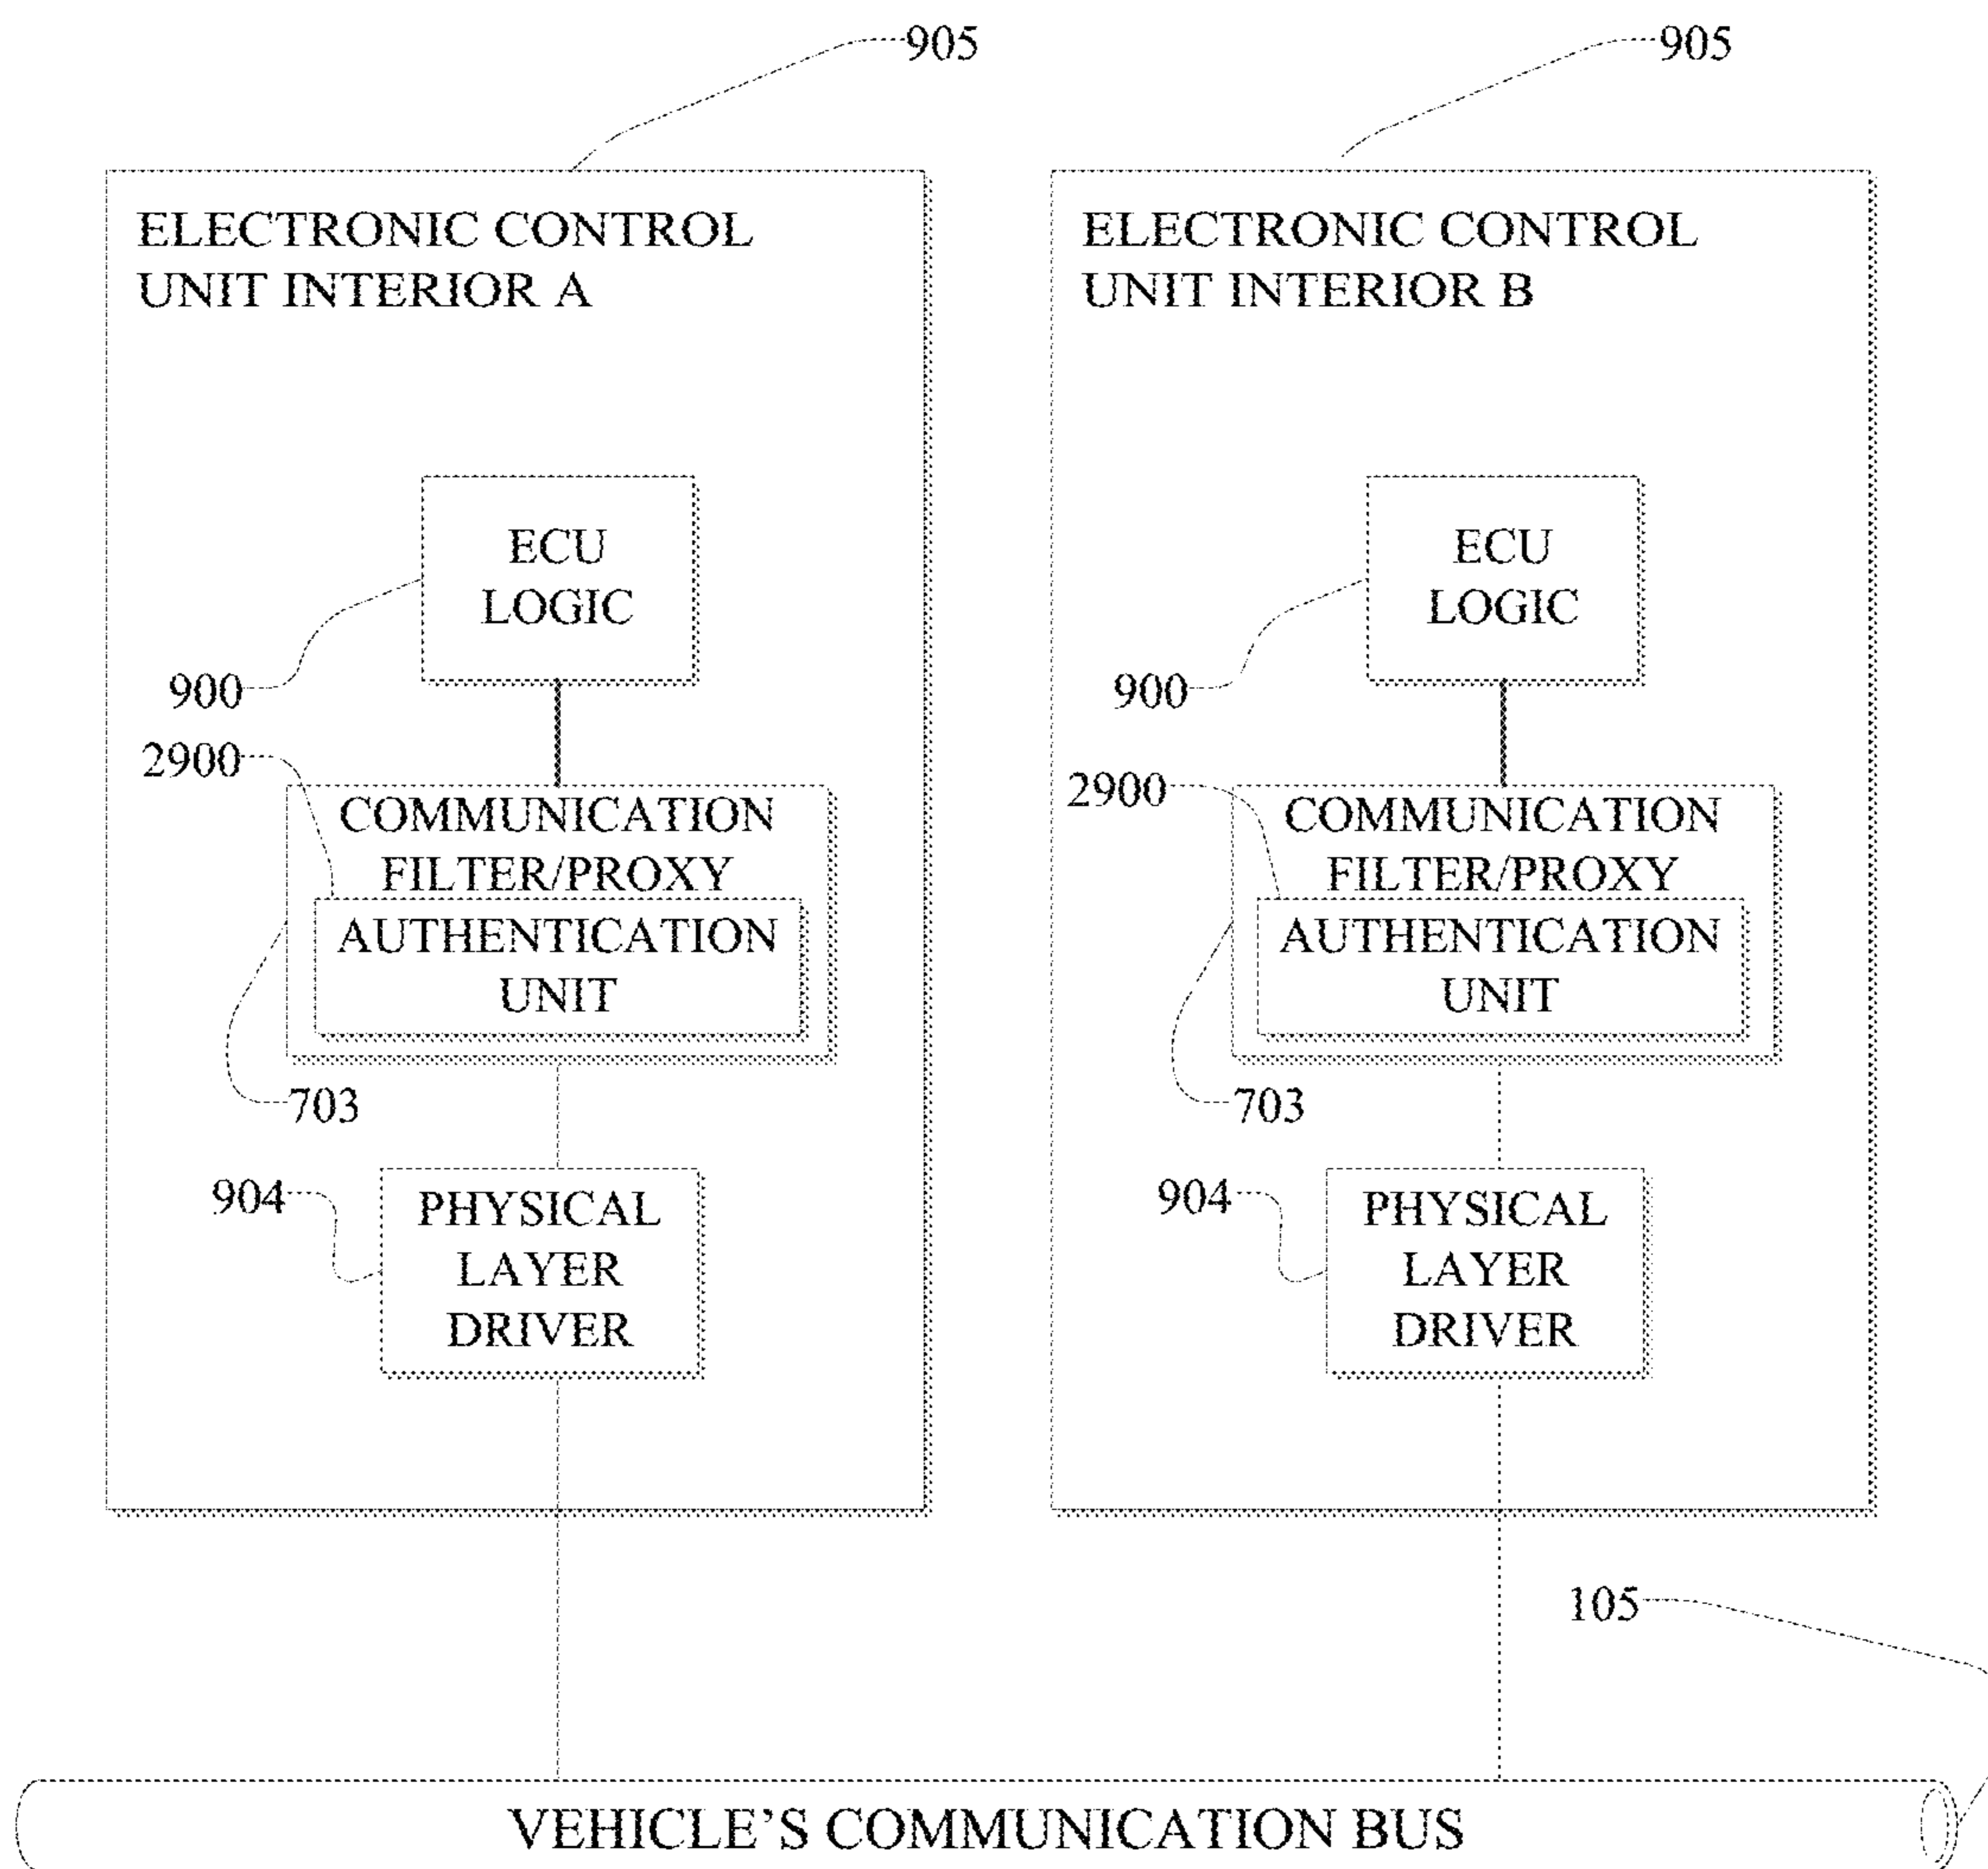 905
905
ELECTRONIC CONTROL
UNIT INTERIOR A
ECU
LOGIC
900
2900
COMMUNICATION
FILTER/PROXY
AUTHENTICATION
UNIT
703
904
PHYSICAL
LAYER
DRIVER
ELECTRONIC CONTROL
UNIT INTERIOR B
ECU
LOGIC
900
2900
COMMUNICATION
FILTER/PROXY
AUTHENTICATION
UNIT
703
904
PHYSICAL
LAYER
DRIVER
105
VEHICLE'S COMMUNICATION BUS